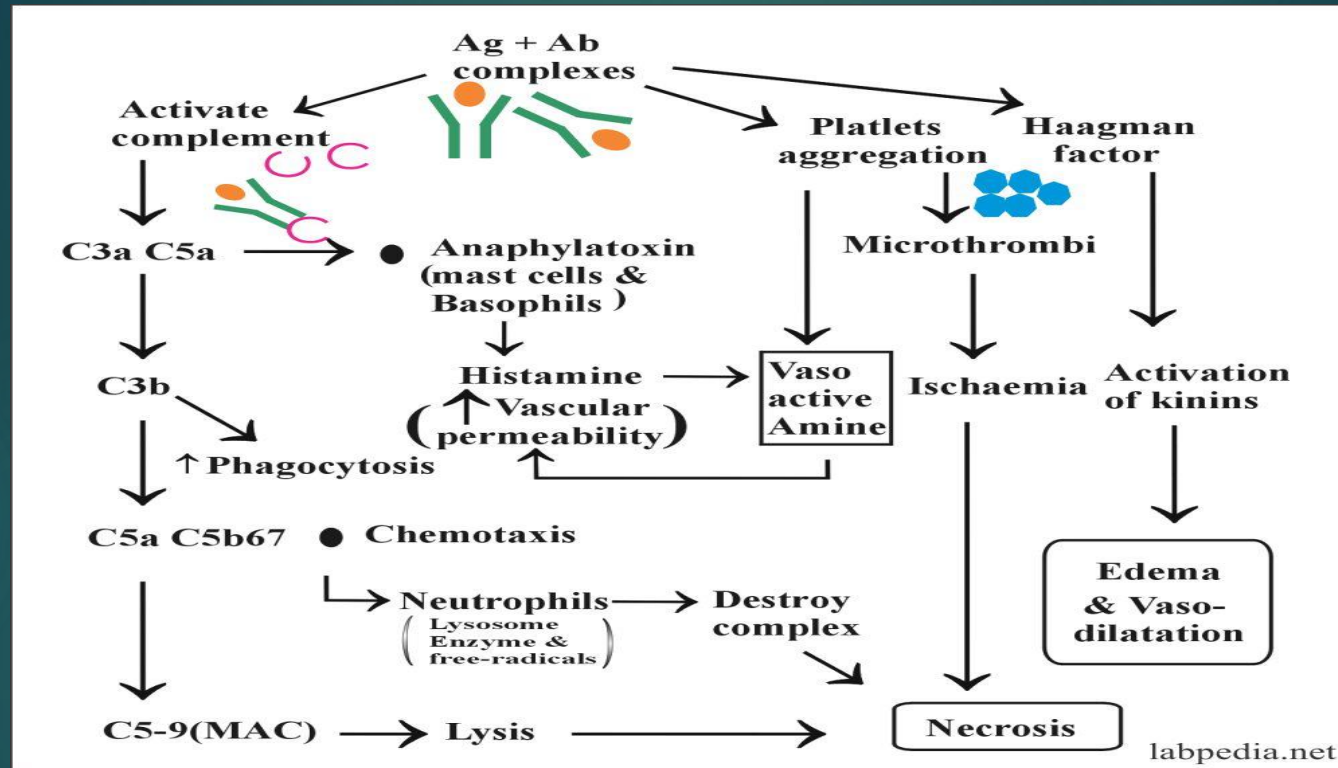 Ag + Ab
complexes
Activate
complement
Platlets
aggregation
Haagman
factor
C3a C5a
Anaphylatoxin
(mast cells &
Basophils )
Microthrombi
C3b
Histamine
(↑ Vascular
permeability)
Vaso
active
Amine
Ischaemia
Activation
of kinins
↑ Phagocytosis
C5a C5b67
● Chemotaxis
Neutrophils
(Lysosome
Enzyme &
free-radicals)
Destroy
complex
Edema
& Vaso-
dilatation
C5-9(MAC)
Lysis
Necrosis
labpedia.net